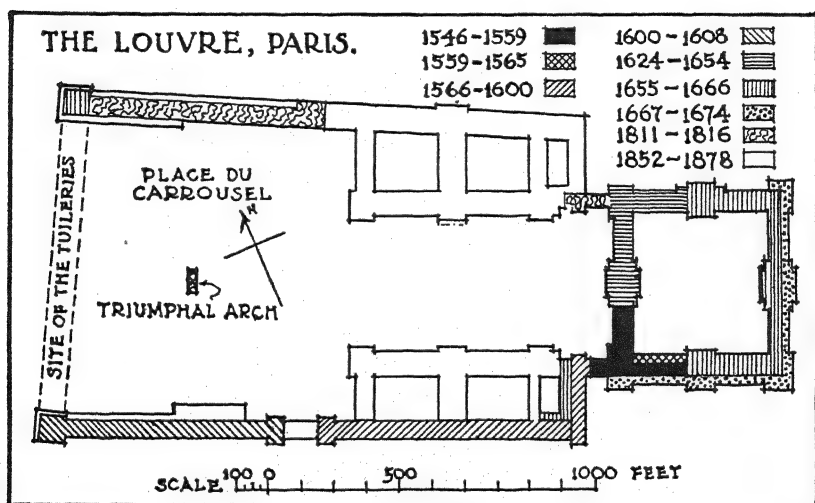 THE LOUVRE, PARIS.
1546–1559
1559–1565
1566–1600
1600–1608
1624–1654
1655–1666
1667–1674
1811–1816
1852–1878
PLACE DU
CARROUSEL
N
TRIUMPHAL ARCH
SITE OF THE TUILERIES
SCALE 100 0 500 1000 FEET